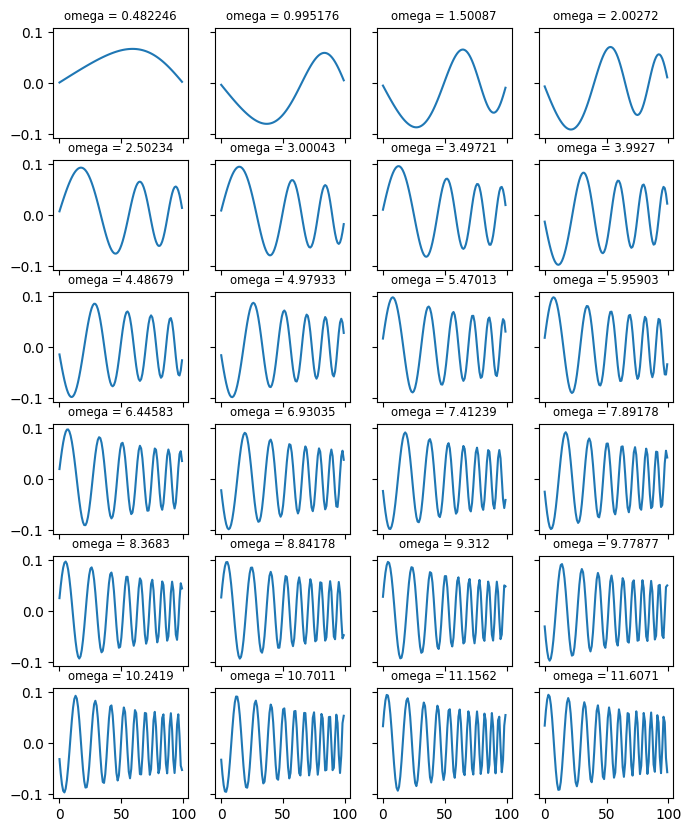 omega = 0.482246 omega = 0.995176 omega = 1.50087 omega = 2.00272
0.1
0.0
-0.1
omega = 2.50234 omega = 3.00043 omega = 3.49721 omega = 3.9927
0.1
0.0
-0.1
omega = 4.48679 omega = 4.97933 omega = 5.47013 omega = 5.95903
0.1
0.0
-0.1
omega = 6.44583 omega = 6.93035 omega = 7.41239 omega = 7.89178
0.1
0.0
-0.1
omega = 8.3683 omega = 8.84178 omega = 9.312 omega = 9.77877
0.1
0.0
-0.1
omega = 10.2419 omega = 10.7011 omega = 11.1562 omega = 11.6071
0.1
0.0
-0.1
0 50 100 0 50 100 0 50 100 0 50 100